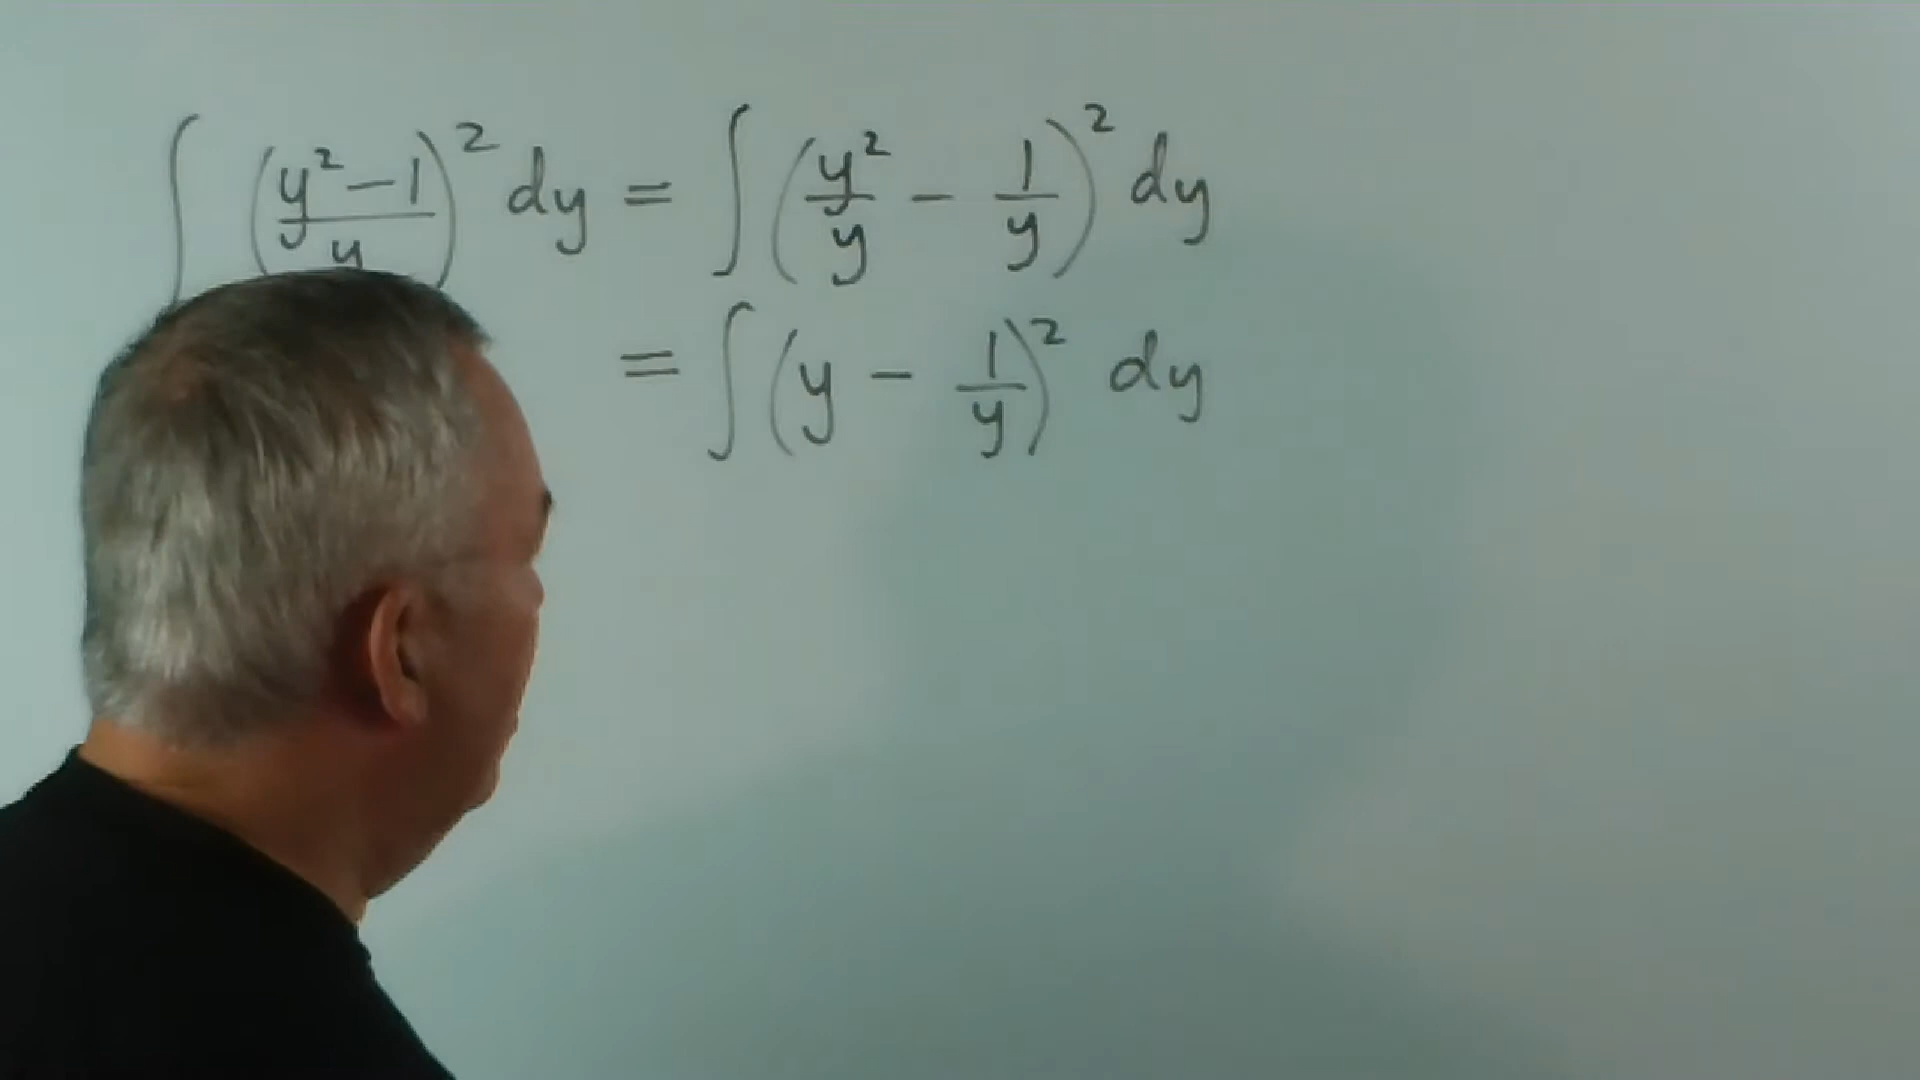 ∫ ((y²-1)/y)² dy = ∫ (y²/y - 1/y)² dy
= ∫ (y - 1/y)² dy